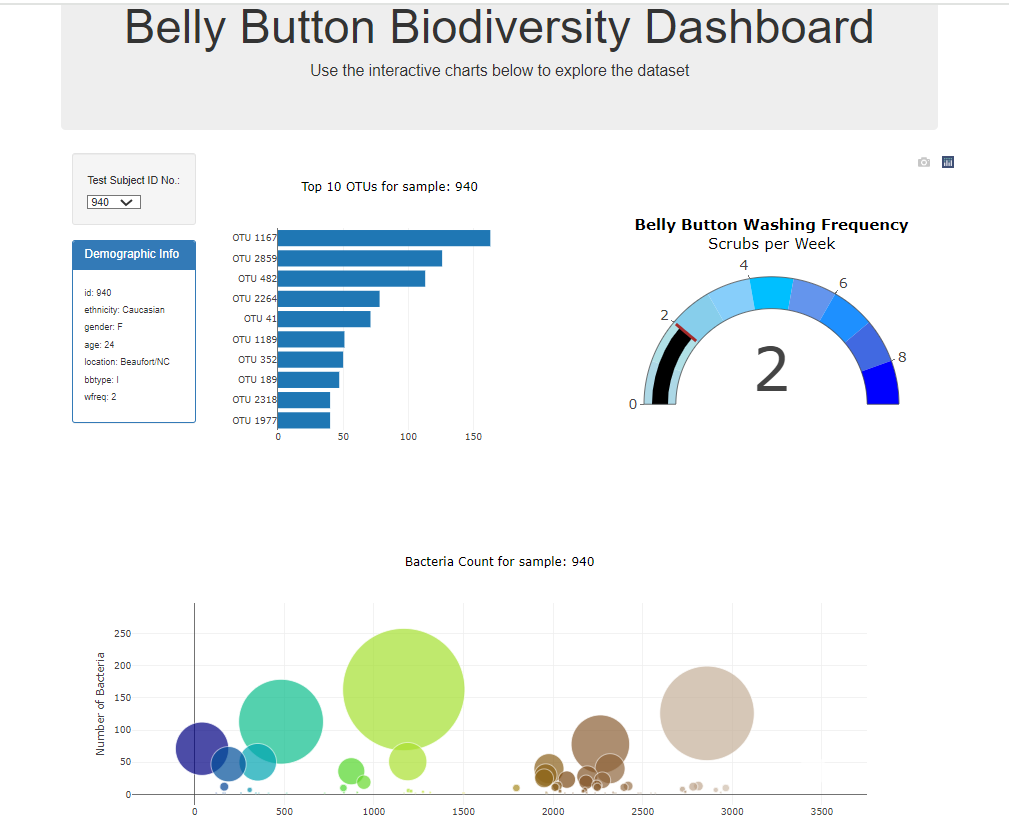 Belly Button Biodiversity Dashboard
Use the interactive charts below to explore the dataset
Test Subject ID No.:
940
Demographic Info
id: 940
ethnicity: Caucasian
gender: F
age: 24
location: Beaufort/NC
bbtype: I
wfreq: 2
Top 10 OTUs for sample: 940
OTU 1167
OTU 2859
OTU 482
OTU 2264
OTU 41
OTU 1189
OTU 352
OTU 189
OTU 2318
OTU 1977
0 50 100 150
Belly Button Washing Frequency
Scrubs per Week
0
2
4
6
8
2
Bacteria Count for sample: 940
Number of Bacteria
250
200
150
100
50
0
0 500 1000 1500 2000 2500 3000 3500